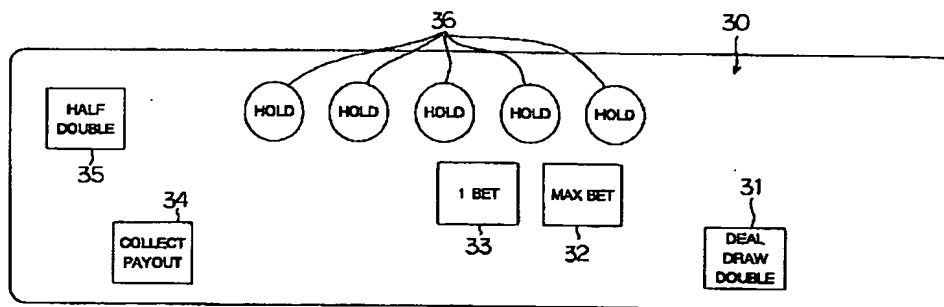 36
30
HALF
DOUBLE
HOLD HOLD HOLD HOLD HOLD
35
34
1 BET MAX BET
31
33 32
COLLECT
PAYOUT
DEAL
DRAW
DOUBLE